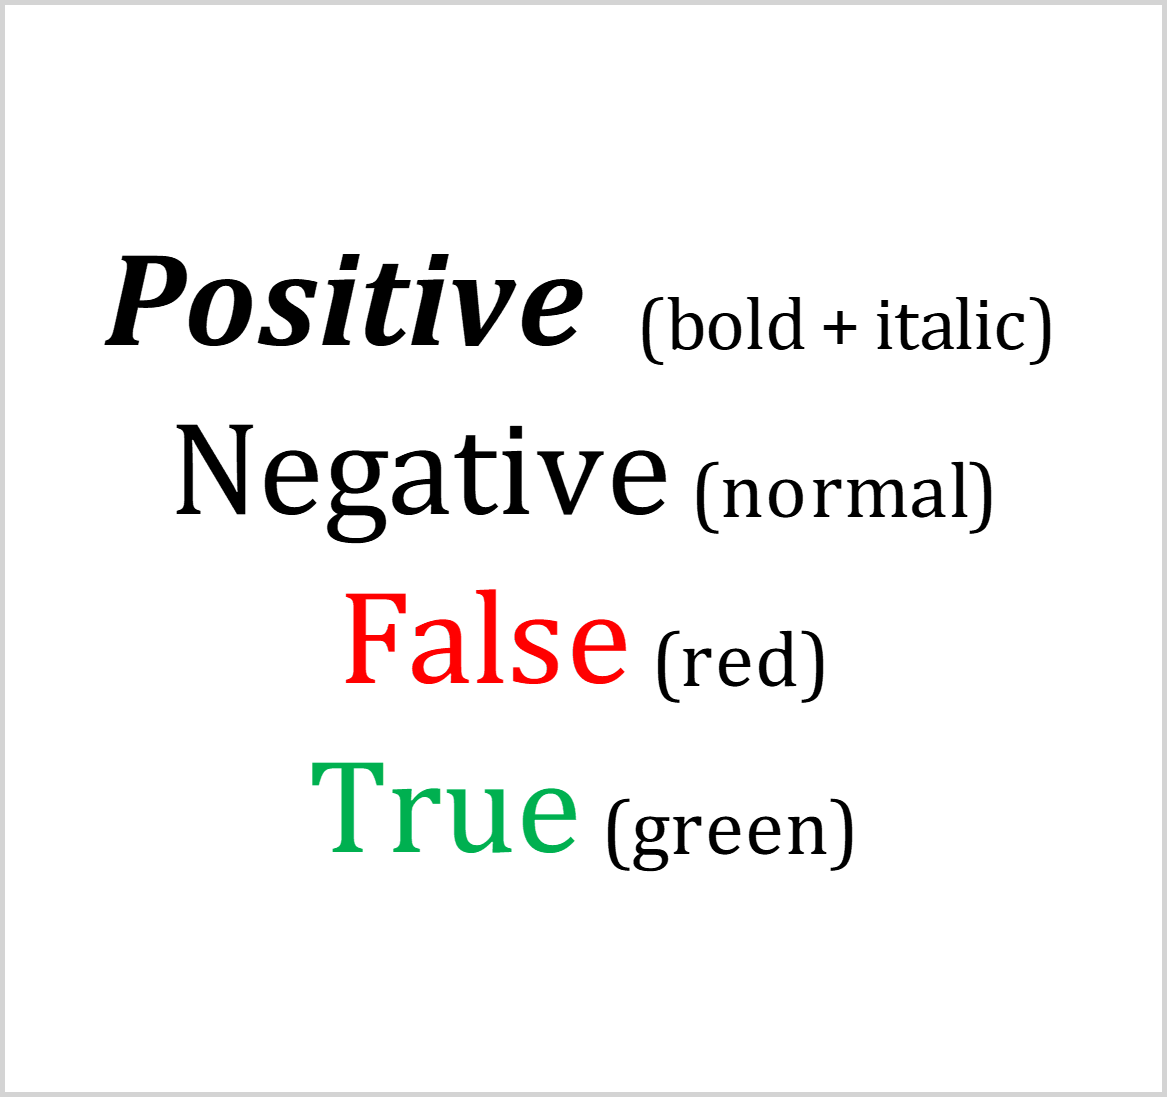 Positive (bold + italic)
Negative (normal)
False (red)
True (green)